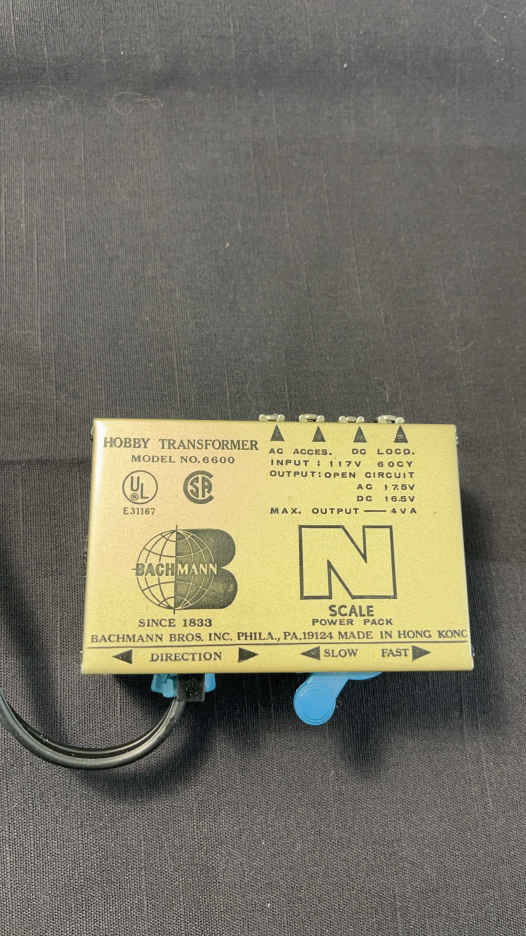 HOBBY TRANSFORMER
MODEL NO. 6600
UL
E31167
SA
AC ACCES. DC LOCO.
INPUT: 117V 60CY
OUTPUT: OPEN CIRCUIT
AC 17.5V
DC 16.5V
MAX. OUTPUT — 4VA
BACHMANN
B
SINCE 1833
N
SCALE
POWER PACK
BACHMANN BROS. INC. PHILA., PA, 19124 MADE IN HONG KONG
DIRECTION
SLOW FAST